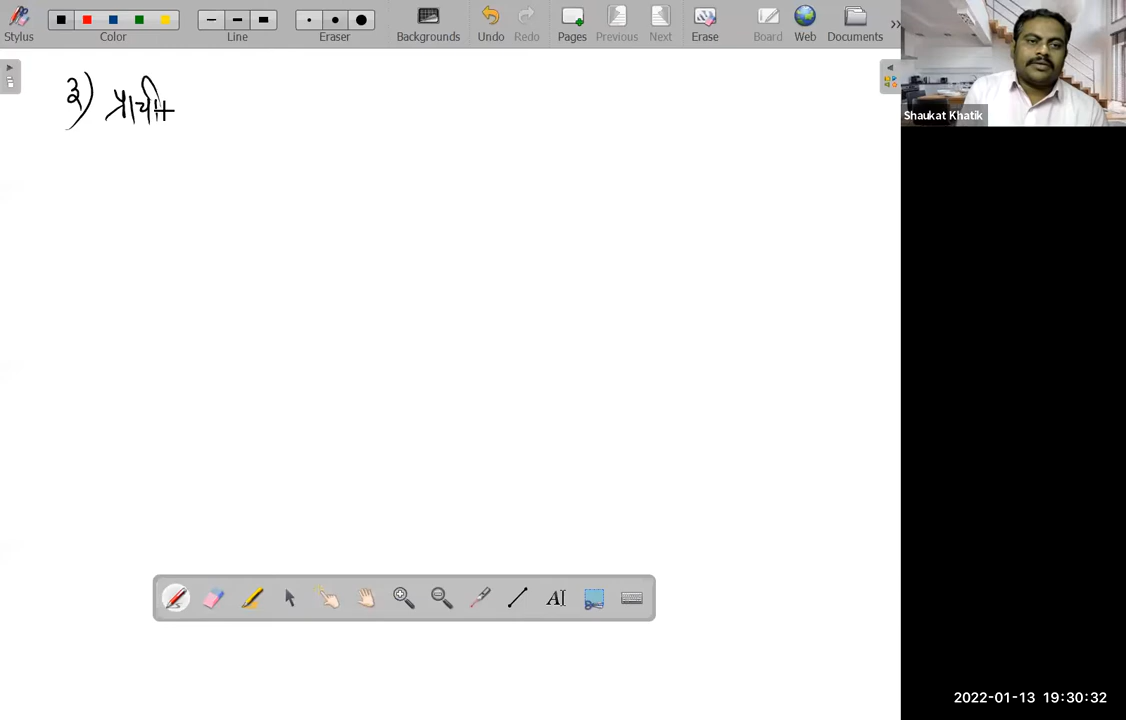 Stylus Color Line Eraser Backgrounds Undo Redo Pages Previous Next Erase Board Web Documents
Shaukat Khatik
३) प्राची
2022-01-13 19:30:32